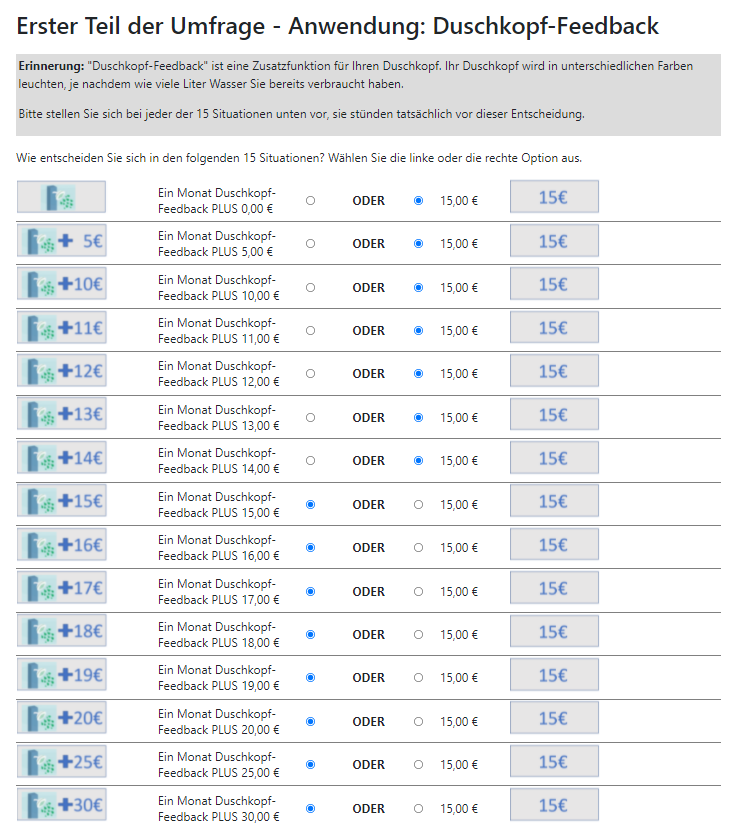 Erster Teil der Umfrage - Anwendung: Duschkopf-Feedback
Erinnerung: "Duschkopf-Feedback" ist eine Zusatzfunktion für Ihren Duschkopf. Ihr Duschkopf wird in unterschiedlichen Farben
leuchten, je nachdem wie viele Liter Wasser Sie bereits verbraucht haben.
Bitte stellen Sie sich bei jeder der 15 Situationen unten vor, sie stünden tatsächlich vor dieser Entscheidung.
Wie entscheiden Sie sich in den folgenden 15 Situationen? Wählen Sie die linke oder die rechte Option aus.
Ein Monat Duschkopf-
Feedback PLUS 0,00 € ODER 15,00 € 15€
+ 5€ Ein Monat Duschkopf-
Feedback PLUS 5,00 € ODER 15,00 € 15€
+10€ Ein Monat Duschkopf-
Feedback PLUS 10,00 € ODER 15,00 € 15€
+11€ Ein Monat Duschkopf-
Feedback PLUS 11,00 € ODER 15,00 € 15€
+12€ Ein Monat Duschkopf-
Feedback PLUS 12,00 € ODER 15,00 € 15€
+13€ Ein Monat Duschkopf-
Feedback PLUS 13,00 € ODER 15,00 € 15€
+14€ Ein Monat Duschkopf-
Feedback PLUS 14,00 € ODER 15,00 € 15€
+15€ Ein Monat Duschkopf-
Feedback PLUS 15,00 € ODER 15,00 € 15€
+16€ Ein Monat Duschkopf-
Feedback PLUS 16,00 € ODER 15,00 € 15€
+17€ Ein Monat Duschkopf-
Feedback PLUS 17,00 € ODER 15,00 € 15€
+18€ Ein Monat Duschkopf-
Feedback PLUS 18,00 € ODER 15,00 € 15€
+19€ Ein Monat Duschkopf-
Feedback PLUS 19,00 € ODER 15,00 € 15€
+20€ Ein Monat Duschkopf-
Feedback PLUS 20,00 € ODER 15,00 € 15€
+25€ Ein Monat Duschkopf-
Feedback PLUS 25,00 € ODER 15,00 € 15€
+30€ Ein Monat Duschkopf-
Feedback PLUS 30,00 € ODER 15,00 € 15€